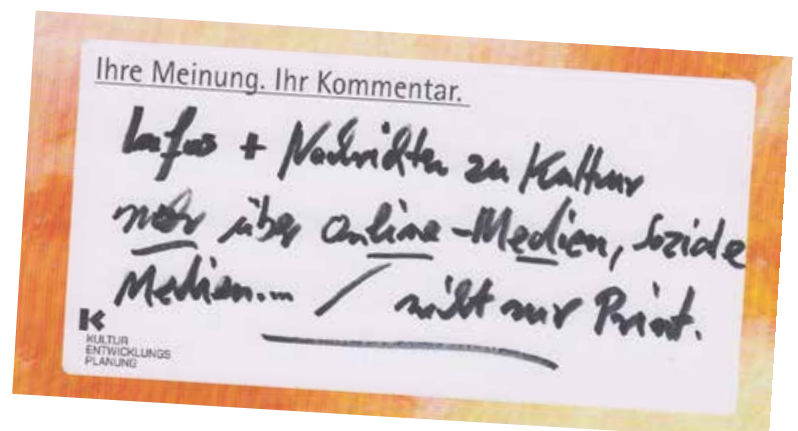 Ihre Meinung. Ihr Kommentar.
Infos + Nachrichten zu Kultur
mehr über online-Medien, Soziale
Medien... / nicht nur Print.
KULTUR
ENTWICKLUNGS
PLANUNG